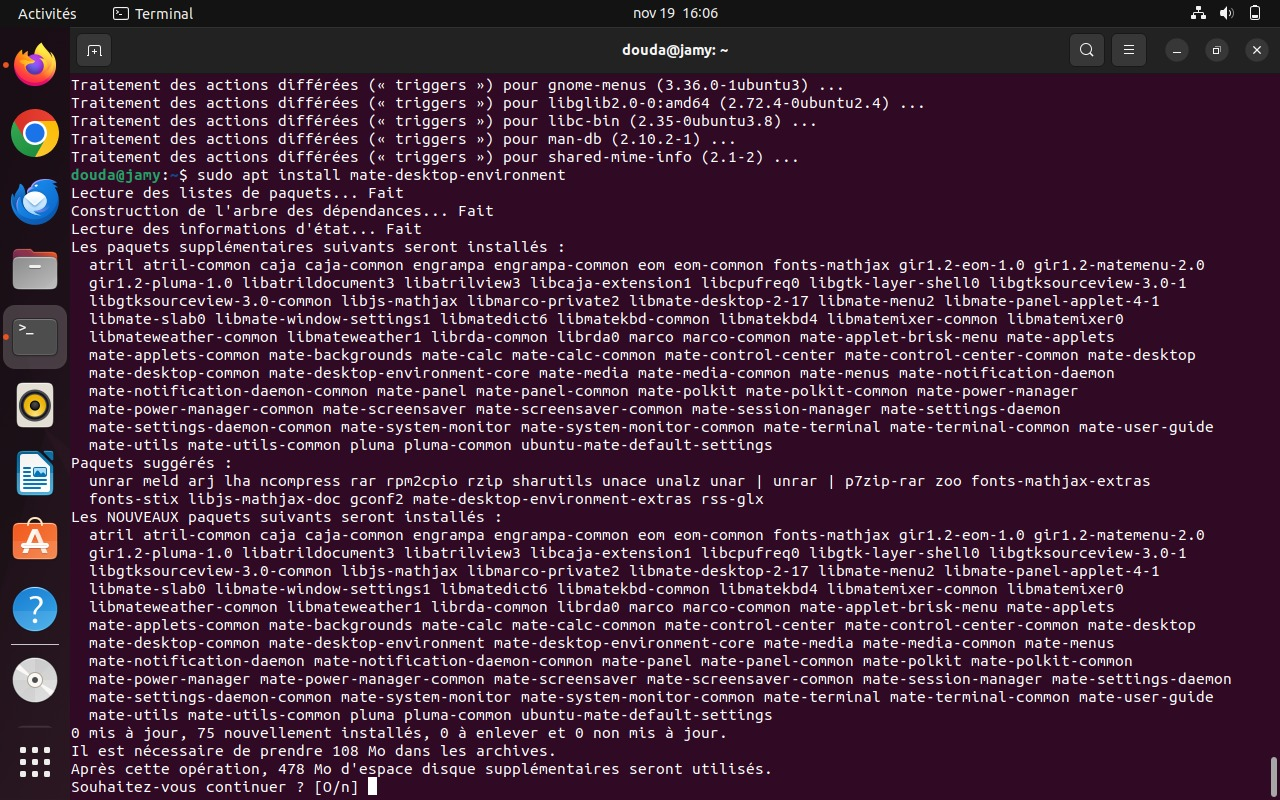 Activités
Terminal
nov 19 16:06
douda@jamy: ~
Traitement des actions différées (« triggers ») pour gnome-menus (3.36.0-1ubuntu3) ...
Traitement des actions différées (« triggers ») pour libglib2.0-0:amd64 (2.72.4-0ubuntu2.4) ...
Traitement des actions différées (« triggers ») pour libc-bin (2.35-0ubuntu3.8) ...
Traitement des actions différées (« triggers ») pour man-db (2.10.2-1) ...
Traitement des actions différées (« triggers ») pour shared-mime-info (2.1-2) ...
douda@jamy:~$ sudo apt install mate-desktop-environment
Lecture des listes de paquets... Fait
Construction de l'arbre des dépendances... Fait
Lecture des informations d'état... Fait
Les paquets supplémentaires suivants seront installés :
atril atril-common caja caja-common engrampa engrampa-common eom eom-common fonts-mathjax gir1.2-eom-1.0 gir1.2-matemenu-2.0
gir1.2-pluma-1.0 libatrildocument3 libatrilview3 libcaja-extension1 libcpufreq0 libgtk-layer-shell0 libgtksourceview-3.0-1
libgtksourceview-3.0-common libjs-mathjax libmarco-private2 libmate-desktop-2-17 libmate-menu2 libmate-panel-applet-4-1
libmate-slab0 libmate-window-settings1 libmatedict6 libmatekbd-common libmatekbd4 libmatemixer-common libmatemixer0
libmateweather-common libmateweather1 librda-common librda0 marco marco-common mate-applet-brisk-menu mate-applets
mate-applets-common mate-backgrounds mate-calc mate-calc-common mate-control-center mate-control-center-common mate-desktop
mate-desktop-common mate-desktop-environment-core mate-media mate-media-common mate-menus mate-notification-daemon
mate-notification-daemon-common mate-panel mate-panel-common mate-polkit mate-polkit-common mate-power-manager
mate-power-manager-common mate-screensaver mate-screensaver-common mate-session-manager mate-settings-daemon
mate-settings-daemon-common mate-system-monitor mate-system-monitor-common mate-terminal mate-terminal-common mate-user-guide
mate-utils mate-utils-common pluma pluma-common ubuntu-mate-default-settings
Paquets suggérés :
unrar meld arj lha ncompress rar rpm2cpio rzip sharutils unace unalz unar | unrar | p7zip-rar zoo fonts-mathjax-extras
fonts-stix libjs-mathjax-doc gconf2 mate-desktop-environment-extras rss-glx
Les NOUVEAUX paquets suivants seront installés :
atril atril-common caja caja-common engrampa engrampa-common eom eom-common fonts-mathjax gir1.2-eom-1.0 gir1.2-matemenu-2.0
gir1.2-pluma-1.0 libatrildocument3 libatrilview3 libcaja-extension1 libcpufreq0 libgtk-layer-shell0 libgtksourceview-3.0-1
libgtksourceview-3.0-common libjs-mathjax libmarco-private2 libmate-desktop-2-17 libmate-menu2 libmate-panel-applet-4-1
libmate-slab0 libmate-window-settings1 libmatedict6 libmatekbd-common libmatekbd4 libmatemixer-common libmatemixer0
libmateweather-common libmateweather1 librda-common librda0 marco marco-common mate-applet-brisk-menu mate-applets
mate-applets-common mate-backgrounds mate-calc mate-calc-common mate-control-center mate-control-center-common mate-desktop
mate-desktop-common mate-desktop-environment mate-desktop-environment-core mate-media mate-media-common mate-menus
mate-notification-daemon mate-notification-daemon-common mate-panel mate-panel-common mate-polkit mate-polkit-common
mate-power-manager mate-power-manager-common mate-screensaver mate-screensaver-common mate-session-manager mate-settings-daemon
mate-settings-daemon-common mate-system-monitor mate-system-monitor-common mate-terminal mate-terminal-common mate-user-guide
mate-utils mate-utils-common pluma pluma-common ubuntu-mate-default-settings
0 mis à jour, 75 nouvellement installés, 0 à enlever et 0 non mis à jour.
Il est nécessaire de prendre 108 Mo dans les archives.
Après cette opération, 478 Mo d'espace disque supplémentaires seront utilisés.
Souhaitez-vous continuer ? [O/n]